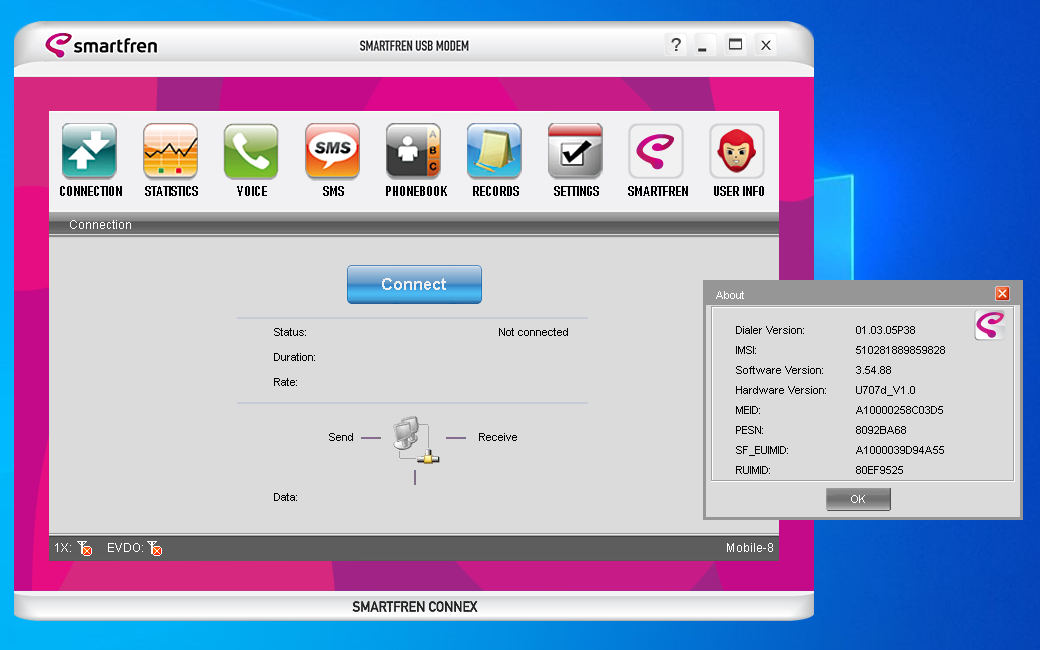 smartfren
SMARTFREN USB MODEM
?
SMS
A
B
C
CONNECTION STATISTICS VOICE SMS PHONEBOOK RECORDS SETTINGS SMARTFREN USER INFO
Connection
Connect
Status: Not connected
Duration:
Rate:
Send Receive
Data:
1X: EVDO: Mobile-8
SMARTFREN CONNEX
About
Dialer Version: 01.03.05P38
IMSI: 510281889859828
Software Version: 3.54.88
Hardware Version: U707d_V1.0
MEID: A10000258C03D5
PESN: 8092BA68
SF_EUIMID: A1000039D94A55
RUIMID: 80EF9525
OK